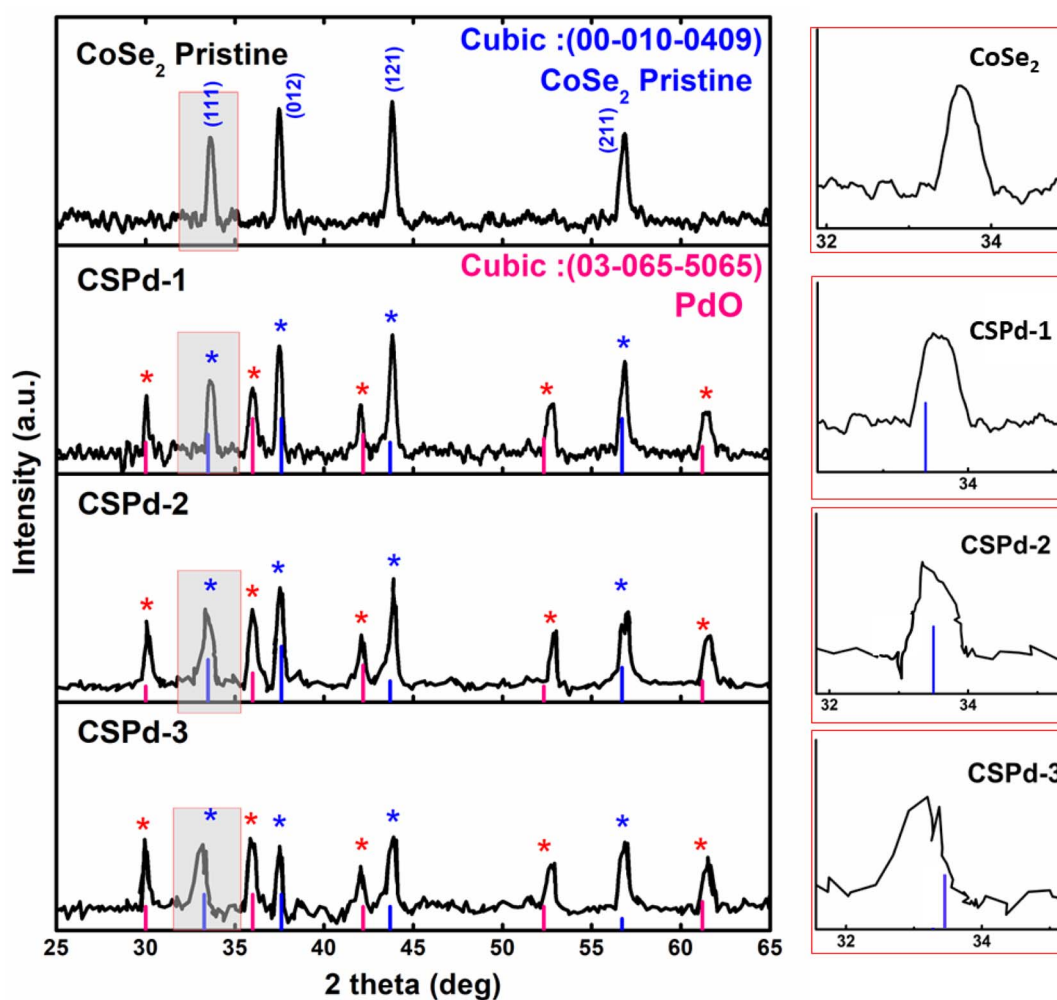 CoSe2 Pristine
Cubic :(00-010-0409)
CoSe2 Pristine
(111)
(012)
(121)
(211)
CSPd-1
Cubic :(03-065-5065)
PdO
* * * * * * * * *
CSPd-2
* * * * * * * * *
CSPd-3
* * * * * * * * *
Intensity (a.u.)
25 30 35 40 45 50 55 60 65
2 theta (deg)
CoSe2
32 34
CSPd-1
34
CSPd-2
32 34
CSPd-3
32 34